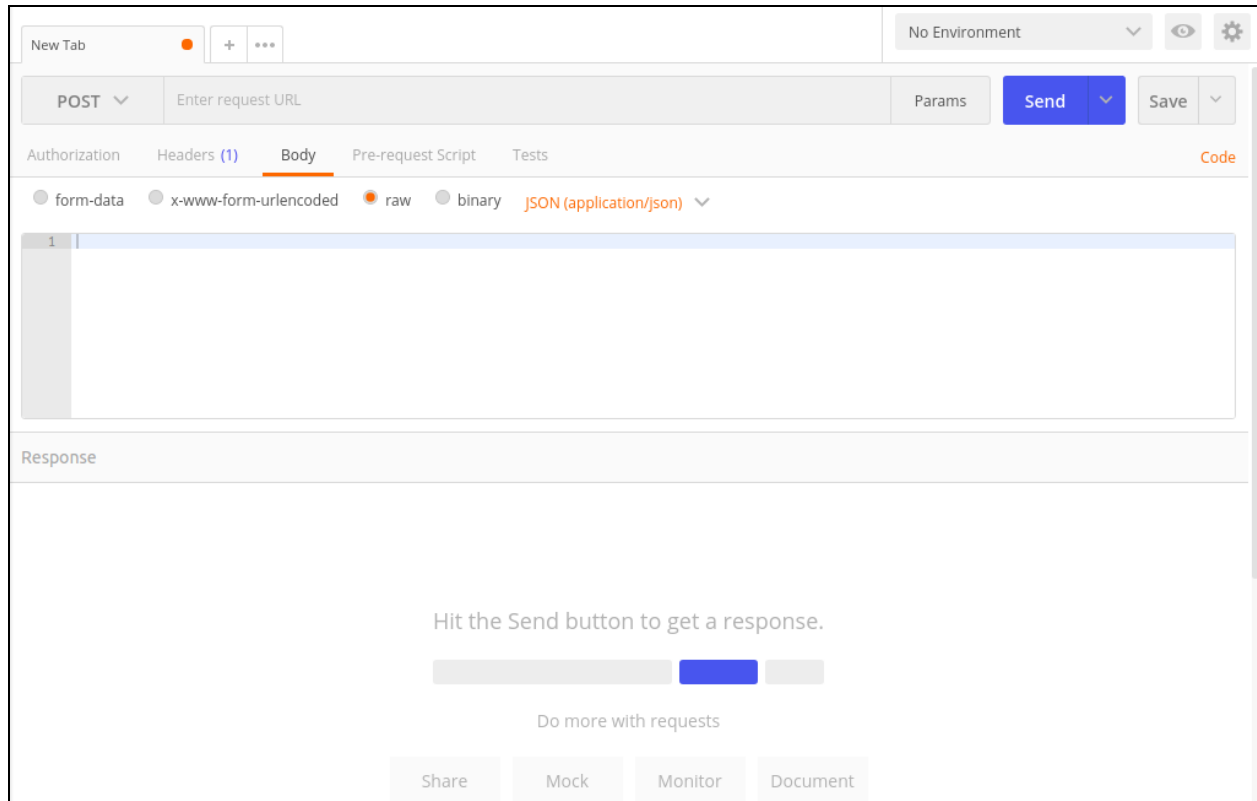 New Tab + ••• No Environment
POST Enter request URL Params Send Save
Authorization Headers (1) Body Pre-request Script Tests Code
form-data x-www-form-urlencoded raw binary JSON (application/json)
1
Response
Hit the Send button to get a response.
Do more with requests
Share Mock Monitor Document